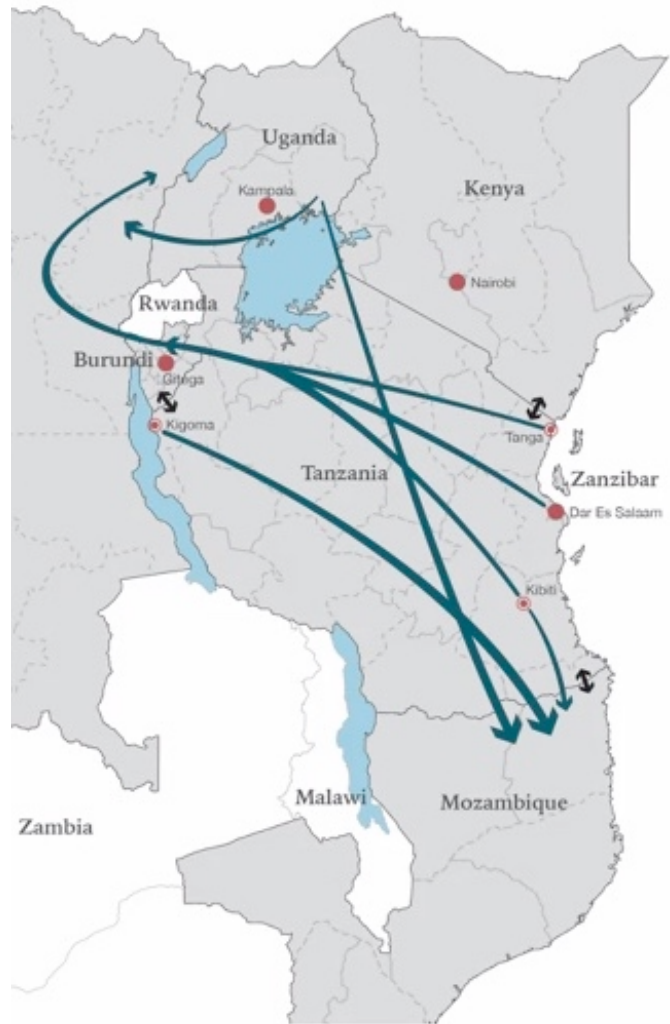 Uganda
Kampala
Kenya
Nairobi
Rwanda
Burundi
Gitega
Kigoma
Tanga
Tanzania
Zanzibar
Dar Es Salaam
Kibiti
Malawi
Mozambique
Zambia